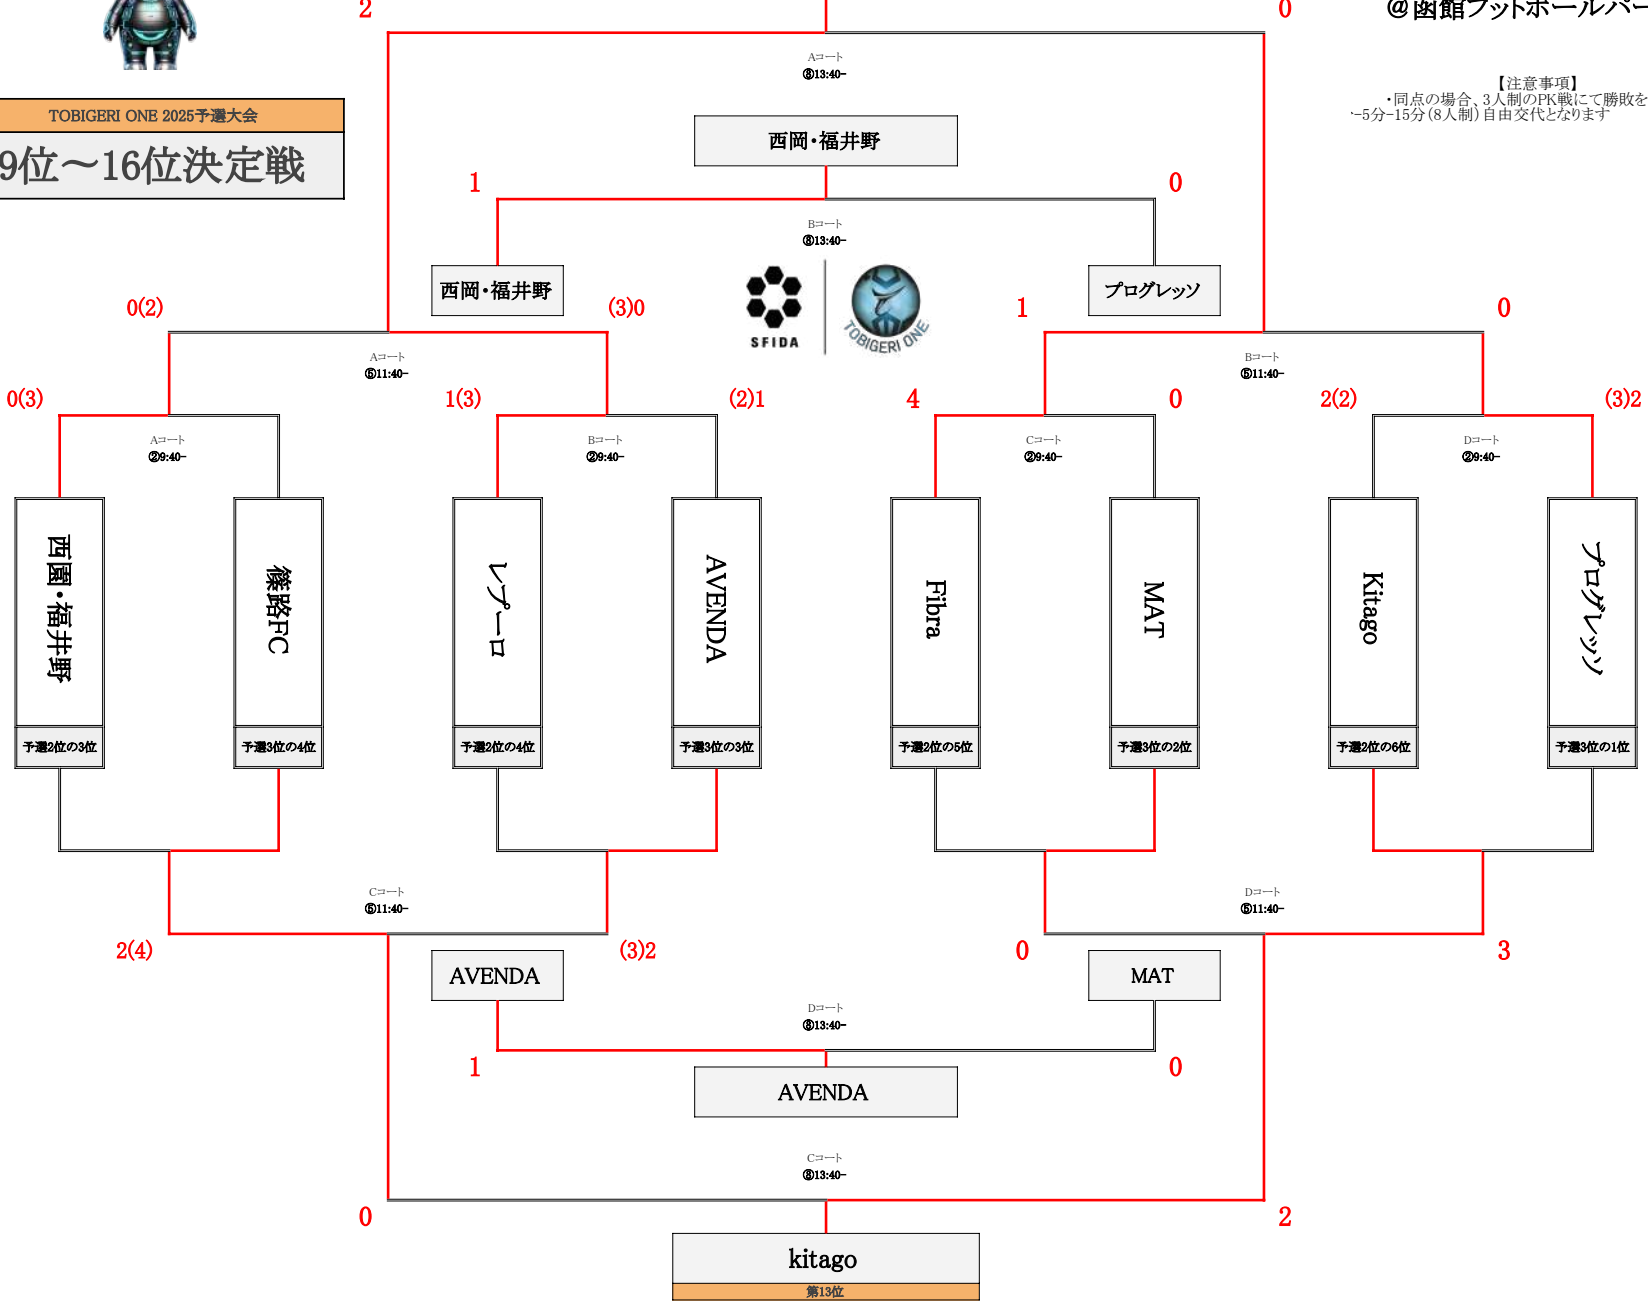 2
0
@函館フットボールパー
Aコート
⑧13:40-
【注意事項】
・同点の場合、3人制のPK戦にて勝敗を
-5分-15分(8人制)自由交代となります
TOBIGERI ONE 2025予選大会
9位～16位決定戦
西岡・福井野
1
0
Bコート
⑧13:40-
西岡・福井野
プログレッソ
SFIDA
TOBIGERI ONE
0(2)
(3)0
1
0
Aコート
⑤11:40-
Bコート
⑤11:40-
0(3)
1(3)
(2)1
4
0
2(2)
(3)2
Aコート
②9:40-
Bコート
②9:40-
Cコート
②9:40-
Dコート
②9:40-
西園・福井野
篠路FC
レプーロ
AVENDA
Fibra
MAT
Kitago
プログレッソ
予選2位の3位
予選3位の4位
予選2位の4位
予選3位の3位
予選2位の5位
予選3位の2位
予選2位の6位
予選3位の1位
Cコート
⑤11:40-
Dコート
⑤11:40-
2(4)
(3)2
0
3
AVENDA
MAT
Dコート
⑧13:40-
1
0
AVENDA
Cコート
⑧13:40-
0
2
kitago
第13位